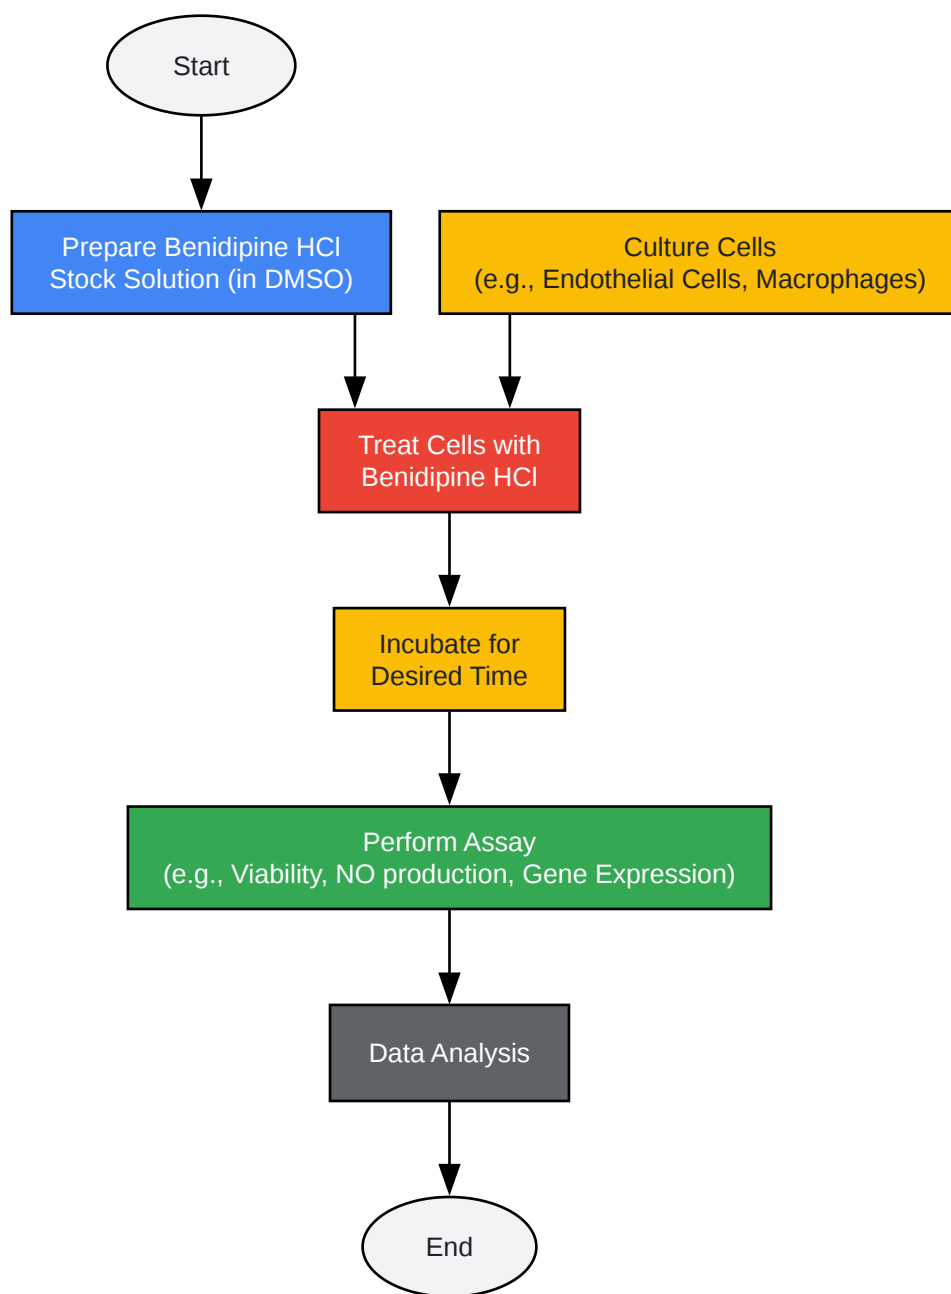 Start
Prepare Benidipine HCl
Stock Solution (in DMSO)
Culture Cells
(e.g., Endothelial Cells, Macrophages)
Treat Cells with
Benidipine HCl
Incubate for
Desired Time
Perform Assay
(e.g., Viability, NO production, Gene Expression)
Data Analysis
End